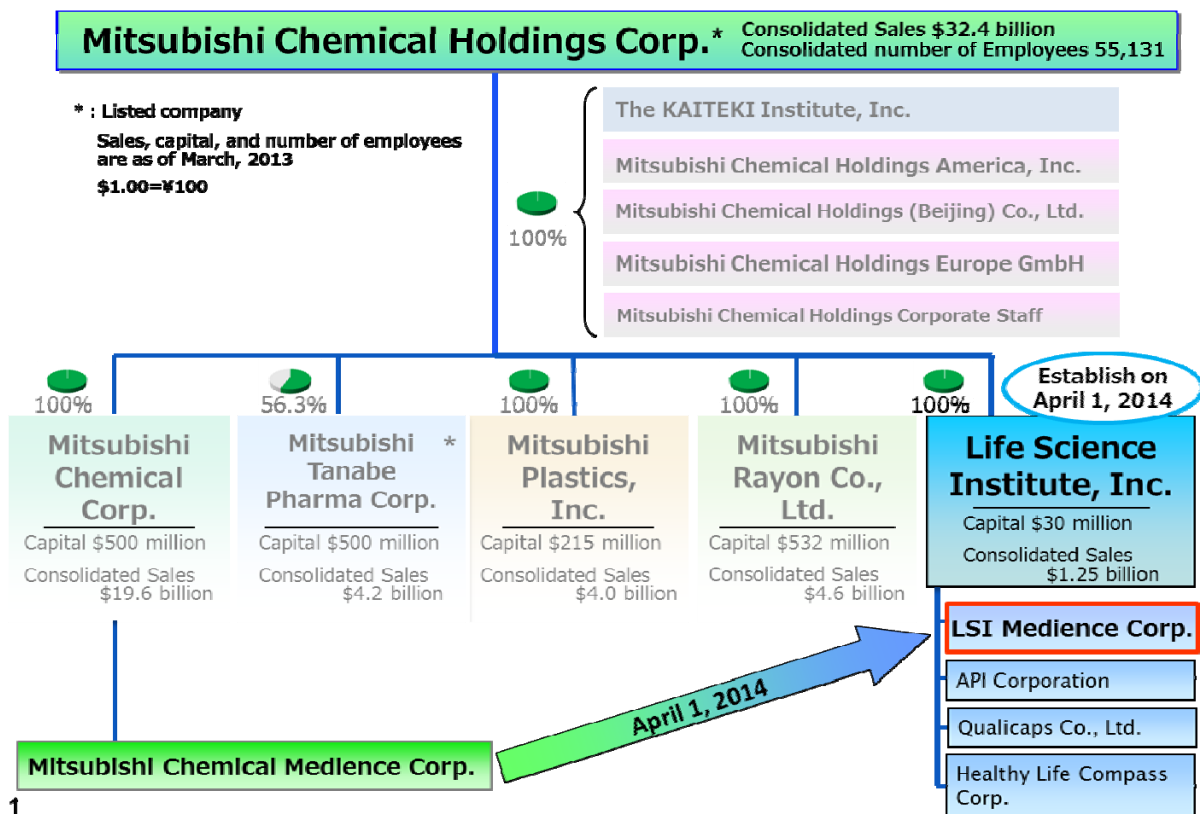 Mitsubishi Chemical Holdings Corp.*
Consolidated Sales $32.4 billion
Consolidated number of Employees 55,131
* : Listed company
Sales, capital, and number of employees
are as of March, 2013
$1.00=¥100
100%
The KAITEKI Institute, Inc.
Mitsubishi Chemical Holdings America, Inc.
Mitsubishi Chemical Holdings (Beijing) Co., Ltd.
Mitsubishi Chemical Holdings Europe GmbH
Mitsubishi Chemical Holdings Corporate Staff
100%
Mitsubishi
Chemical
Corp.
Capital $500 million
Consolidated Sales
$19.6 billion
56.3%
Mitsubishi *
Tanabe
Pharma Corp.
Capital $500 million
Consolidated Sales
$4.2 billion
100%
Mitsubishi
Plastics,
Inc.
Capital $215 million
Consolidated Sales
$4.0 billion
100%
Mitsubishi
Rayon Co.,
Ltd.
Capital $532 million
Consolidated Sales
$4.6 billion
100%
Establish on
April 1, 2014
Life Science
Institute, Inc.
Capital $30 million
Consolidated Sales
$1.25 billion
LSI Medience Corp.
API Corporation
Qualicaps Co., Ltd.
Healthy Life Compass
Corp.
April 1, 2014
Mitsubishi Chemical Medience Corp.
1